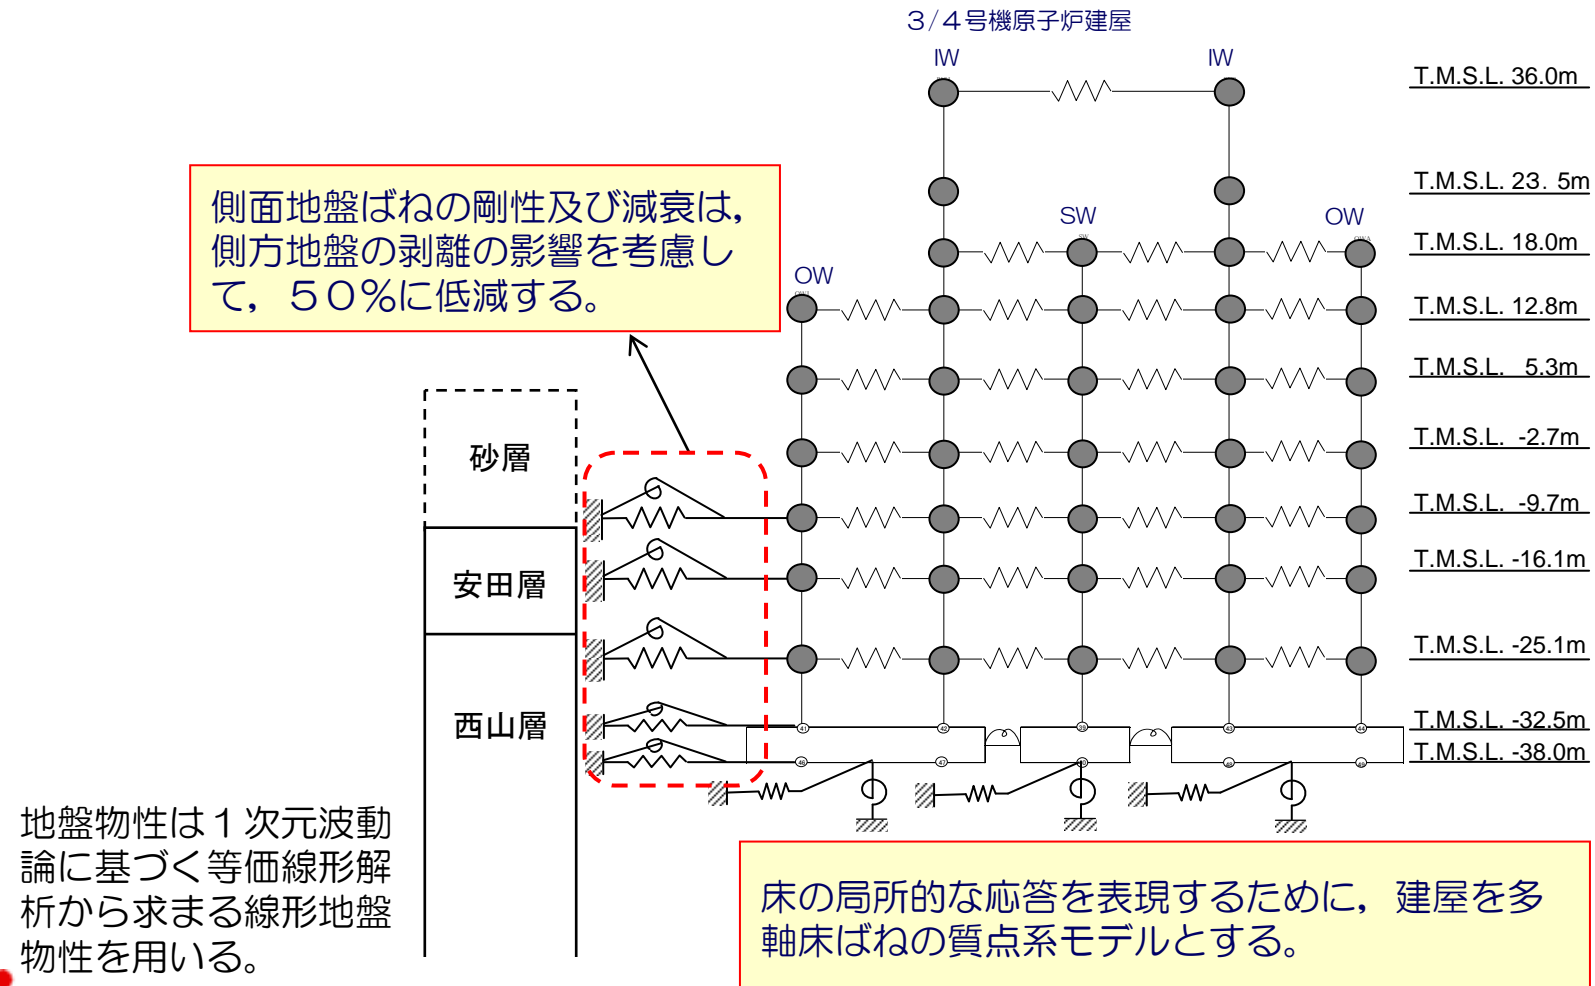 3/4号機原子炉建屋
IW
IW
T.M.S.L. 36.0m
T.M.S.L. 23. 5m
側面地盤ばねの剛性及び減衰は,
側方地盤の剥離の影響を考慮し
て, 50%に低減する。
SW
OW
T.M.S.L. 18.0m
OW
T.M.S.L. 12.8m
T.M.S.L. 5.3m
砂層
T.M.S.L. -2.7m
T.M.S.L. -9.7m
安田層
T.M.S.L. -16.1m
T.M.S.L. -25.1m
西山層
T.M.S.L. -32.5m
T.M.S.L. -38.0m
地盤物性は1次元波動
論に基づく等価線形解
析から求まる線形地盤
物性を用いる。
床の局所的な応答を表現するために, 建屋を多
軸床ばねの質点系モデルとする。